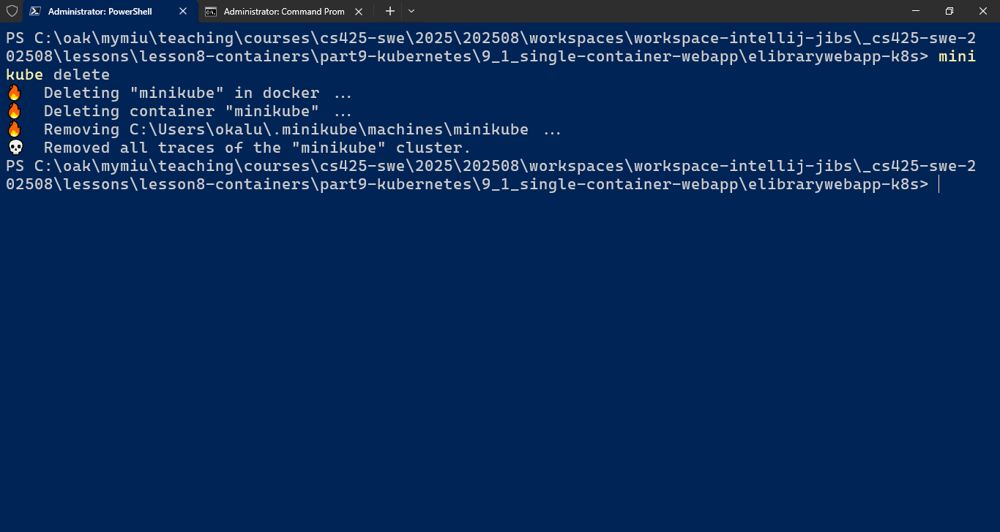 Administrator: PowerShell
Administrator: Command Prom
PS C:\oak\mymiu\teaching\courses\cs425-swe\2025\202508\workspaces\workspace-intellij-jibs\_cs425-swe-2
02508\lessons\lesson8-containers\part9-kubernetes\9_1_single-container-webapp\elibrarywebapp-k8s> mini
kube delete
🔥  Deleting "minikube" in docker ...
🔥  Deleting container "minikube" ...
🔥  Removing C:\Users\okalu\.minikube\machines\minikube ...
💀  Removed all traces of the "minikube" cluster.
PS C:\oak\mymiu\teaching\courses\cs425-swe\2025\202508\workspaces\workspace-intellij-jibs\_cs425-swe-2
02508\lessons\lesson8-containers\part9-kubernetes\9_1_single-container-webapp\elibrarywebapp-k8s>